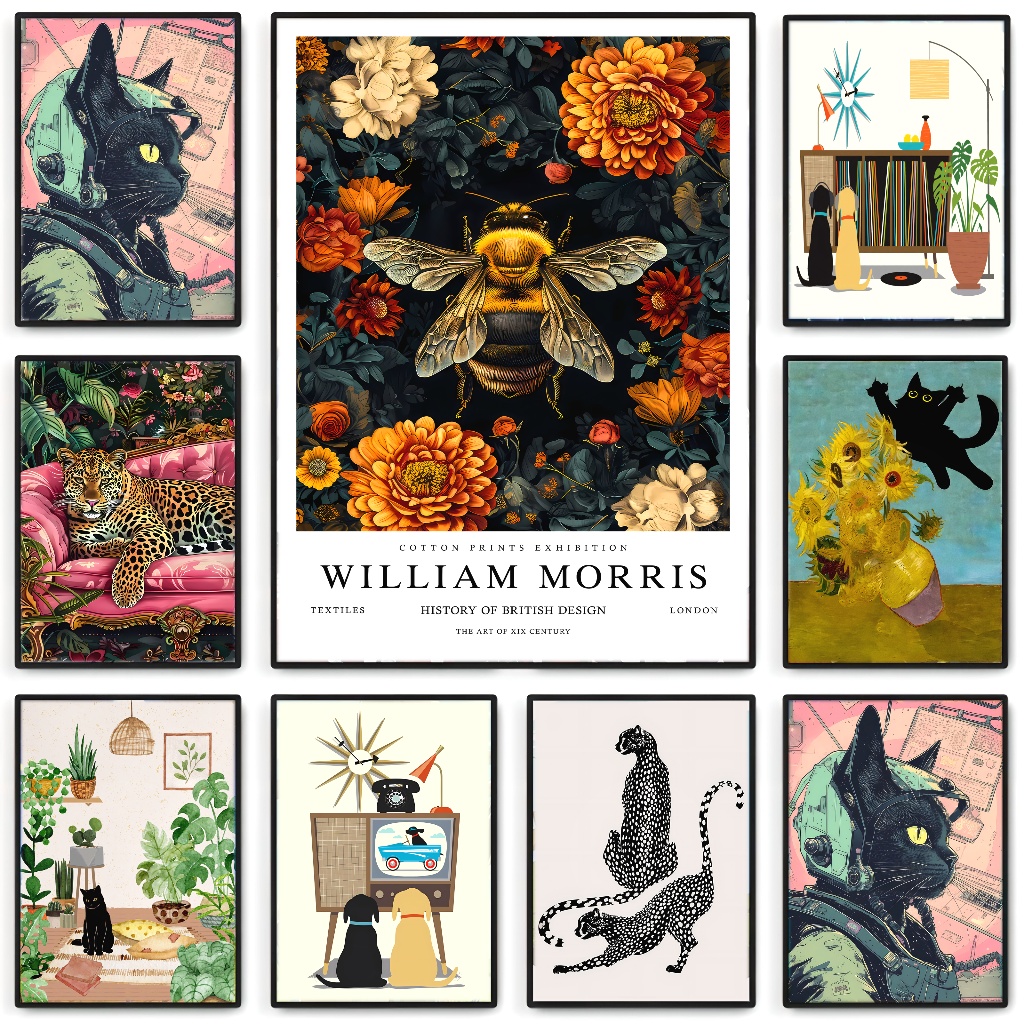 COTTON PRINTS EXHIBITION
WILLIAM MORRIS
TEXTILES HISTORY OF BRITISH DESIGN LONDON
THE ART OF XIX CENTURY